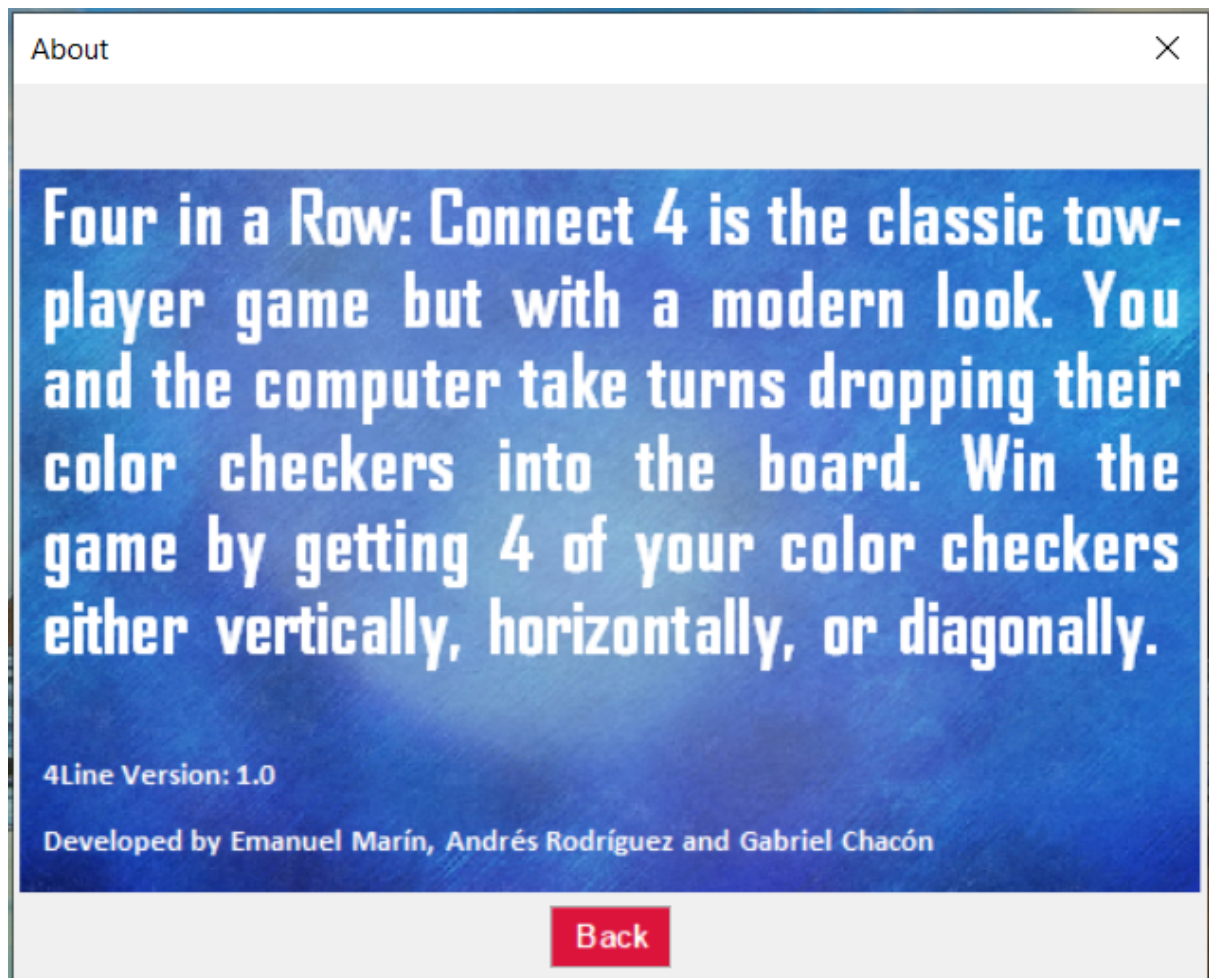 About
Four in a Row: Connect 4 is the classic tow-
player game but with a modern look. You
and the computer take turns dropping their
color checkers into the board. Win the
game by getting 4 of your color checkers
either vertically, horizontally, or diagonally.
4Line Version: 1.0
Developed by Emanuel Marín, Andrés Rodríguez and Gabriel Chacón
Back